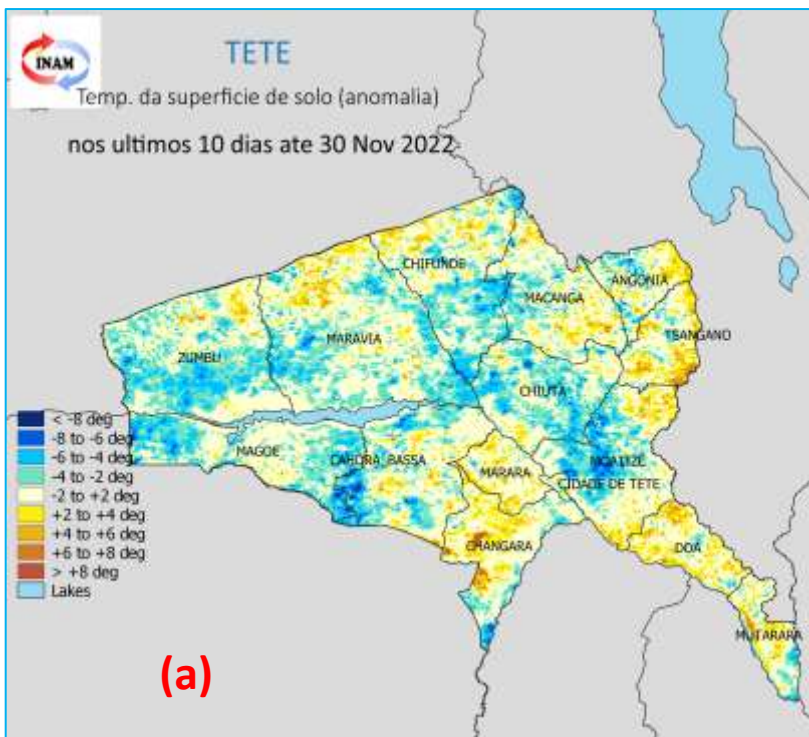 INAM
TETE
Temp. da superficie de solo (anomalia)
nos ultimos 10 dias ate 30 Nov 2022
CHIFUNDE
ANGONIA
MACANGA
TSANGANO
MARAVIA
ZUMBU
CHIUTA
MAGOE
CAHORA_BASSA
MOATIZE
MARARA
CIDADE DE TETE
CHANGARA
DOA
MUTARARA
< -8 deg
-8 to -6 deg
-6 to -4 deg
-4 to -2 deg
-2 to +2 deg
+2 to +4 deg
+4 to +6 deg
+6 to +8 deg
> +8 deg
Lakes
(a)